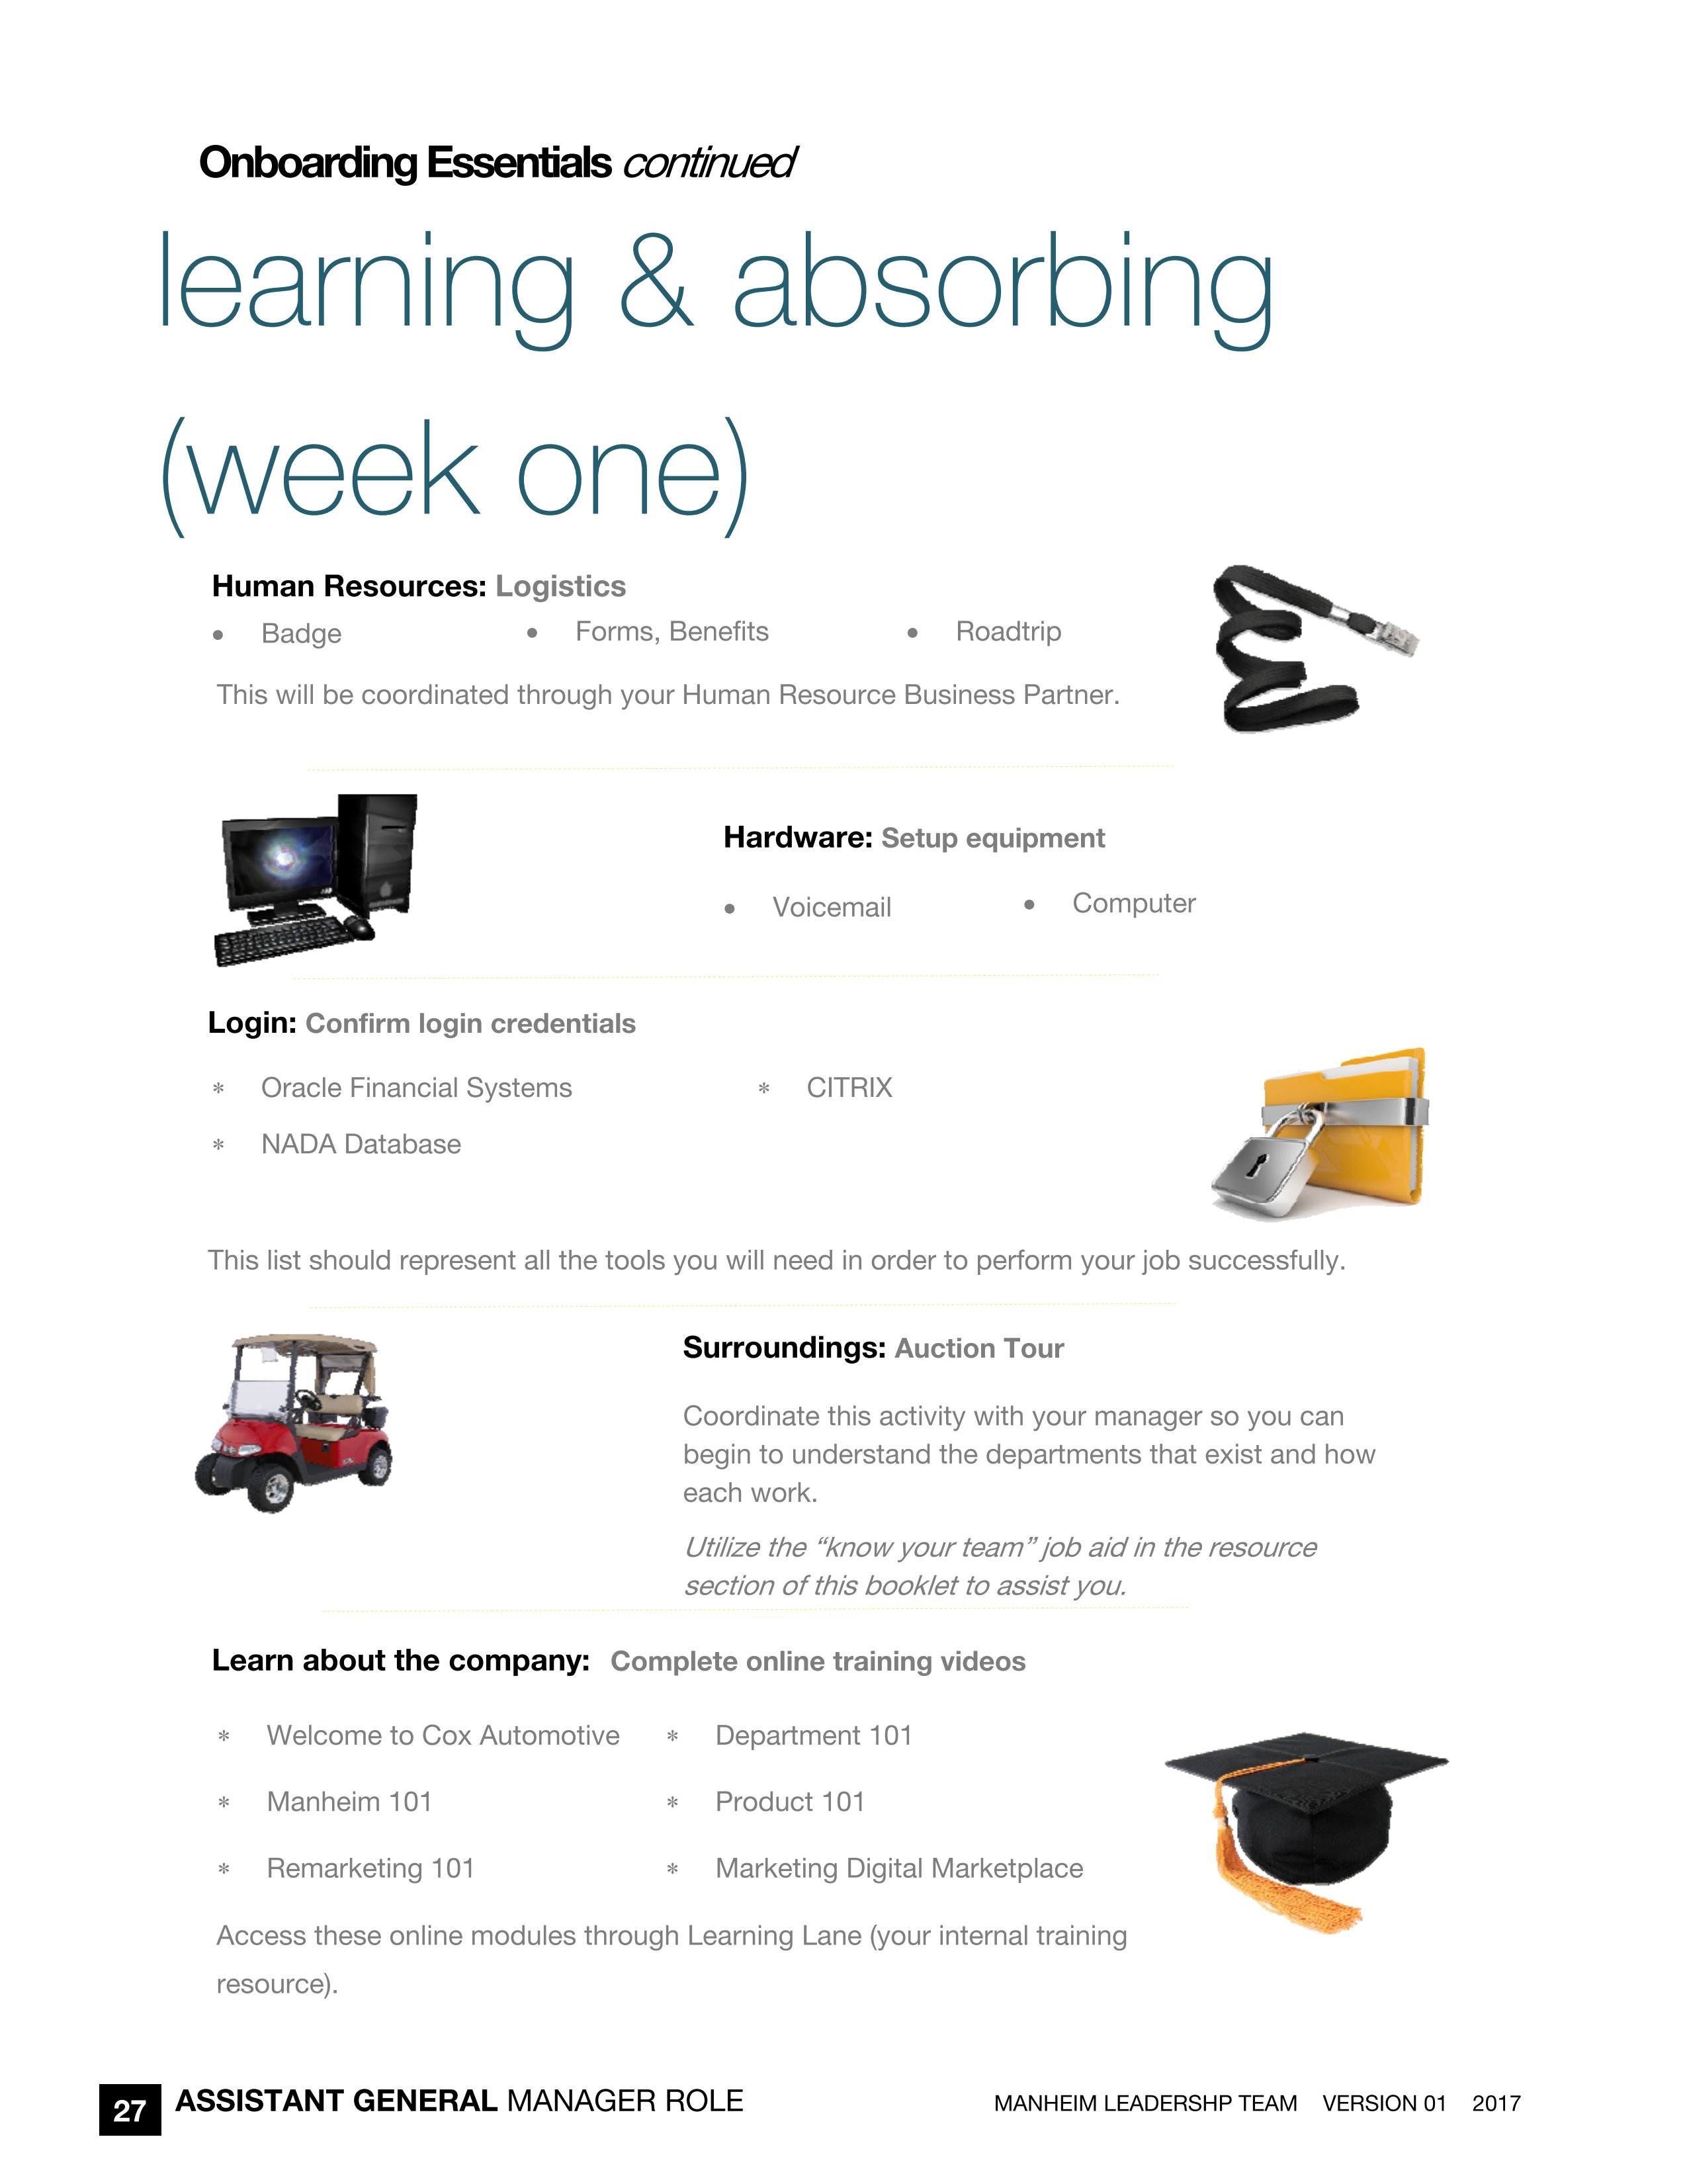 Onboarding Essentials continued
learning & absorbing
(week one)
Human Resources: Logistics
• Badge • Forms, Benefits • Roadtrip
This will be coordinated through your Human Resource Business Partner.
Hardware: Setup equipment
• Voicemail • Computer
Login: Confirm login credentials
* Oracle Financial Systems * CITRIX
* NADA Database
This list should represent all the tools you will need in order to perform your job successfully.
Surroundings: Auction Tour
Coordinate this activity with your manager so you can
begin to understand the departments that exist and how
each work.
Utilize the “know your team” job aid in the resource
section of this booklet to assist you.
Learn about the company: Complete online training videos
* Welcome to Cox Automotive * Department 101
* Manheim 101 * Product 101
* Remarketing 101 * Marketing Digital Marketplace
Access these online modules through Learning Lane (your internal training
resource).
27 ASSISTANT GENERAL MANAGER ROLE MANHEIM LEADERSHP TEAM VERSION 01 2017